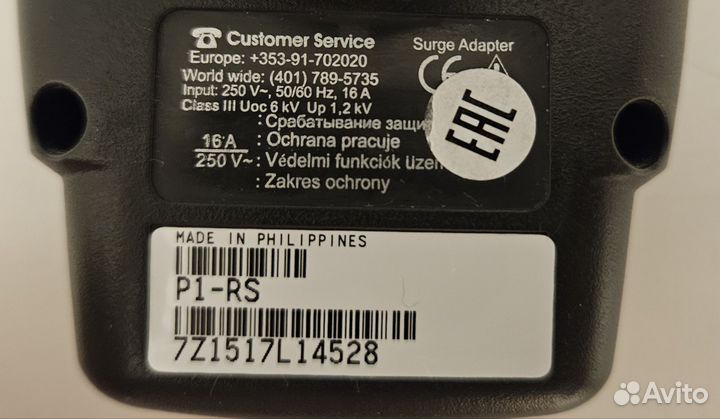 ☎ Customer Service
Europe: +353-91-702020
World wide: (401) 789-5735
Input: 250 V~, 50/60 Hz, 16 A
Class III Uoc 6 kV Up 1,2 kV
Surge Adapter
CE
EAC
: Срабатывание
: Ochrana pracuje
: Védelmi funkciók
: Zakres ochrony
16 A
250 V~
MADE IN PHILIPPINES
P1-RS
7Z1517L14528
Avito